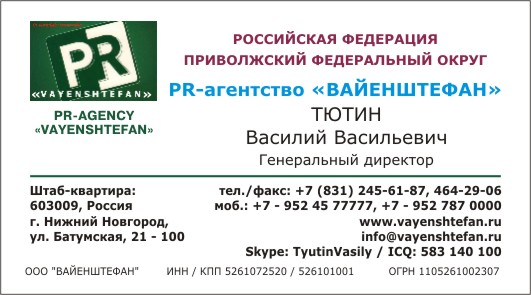 РОССИЙСКАЯ ФЕДЕРАЦИЯ
ПРИВОЛЖСКИЙ ФЕДЕРАЛЬНЫЙ ОКРУГ
PR-агентство «ВАЙЕНШТЕФАН»
ТЮТИН
Василий Васильевич
Генеральный директор
PR
«VAYENSHTEFAN»
PR-AGENCY
«VAYENSHTEFAN»
Штаб-квартира:
603009, Россия
г. Нижний Новгород,
ул. Батумская, 21 - 100
тел./факс: +7 (831) 245-61-87, 464-29-06
моб.: +7 - 952 45 77777, +7 - 952 787 0000
www.vayenshtefan.ru
info@vayenshtefan.ru
Skype: TyutinVasily / ICQ: 583 140 100
ООО "ВАЙЕНШТЕФАН" ИНН / КПП 5261072520 / 526101001 ОГРН 1105261002307